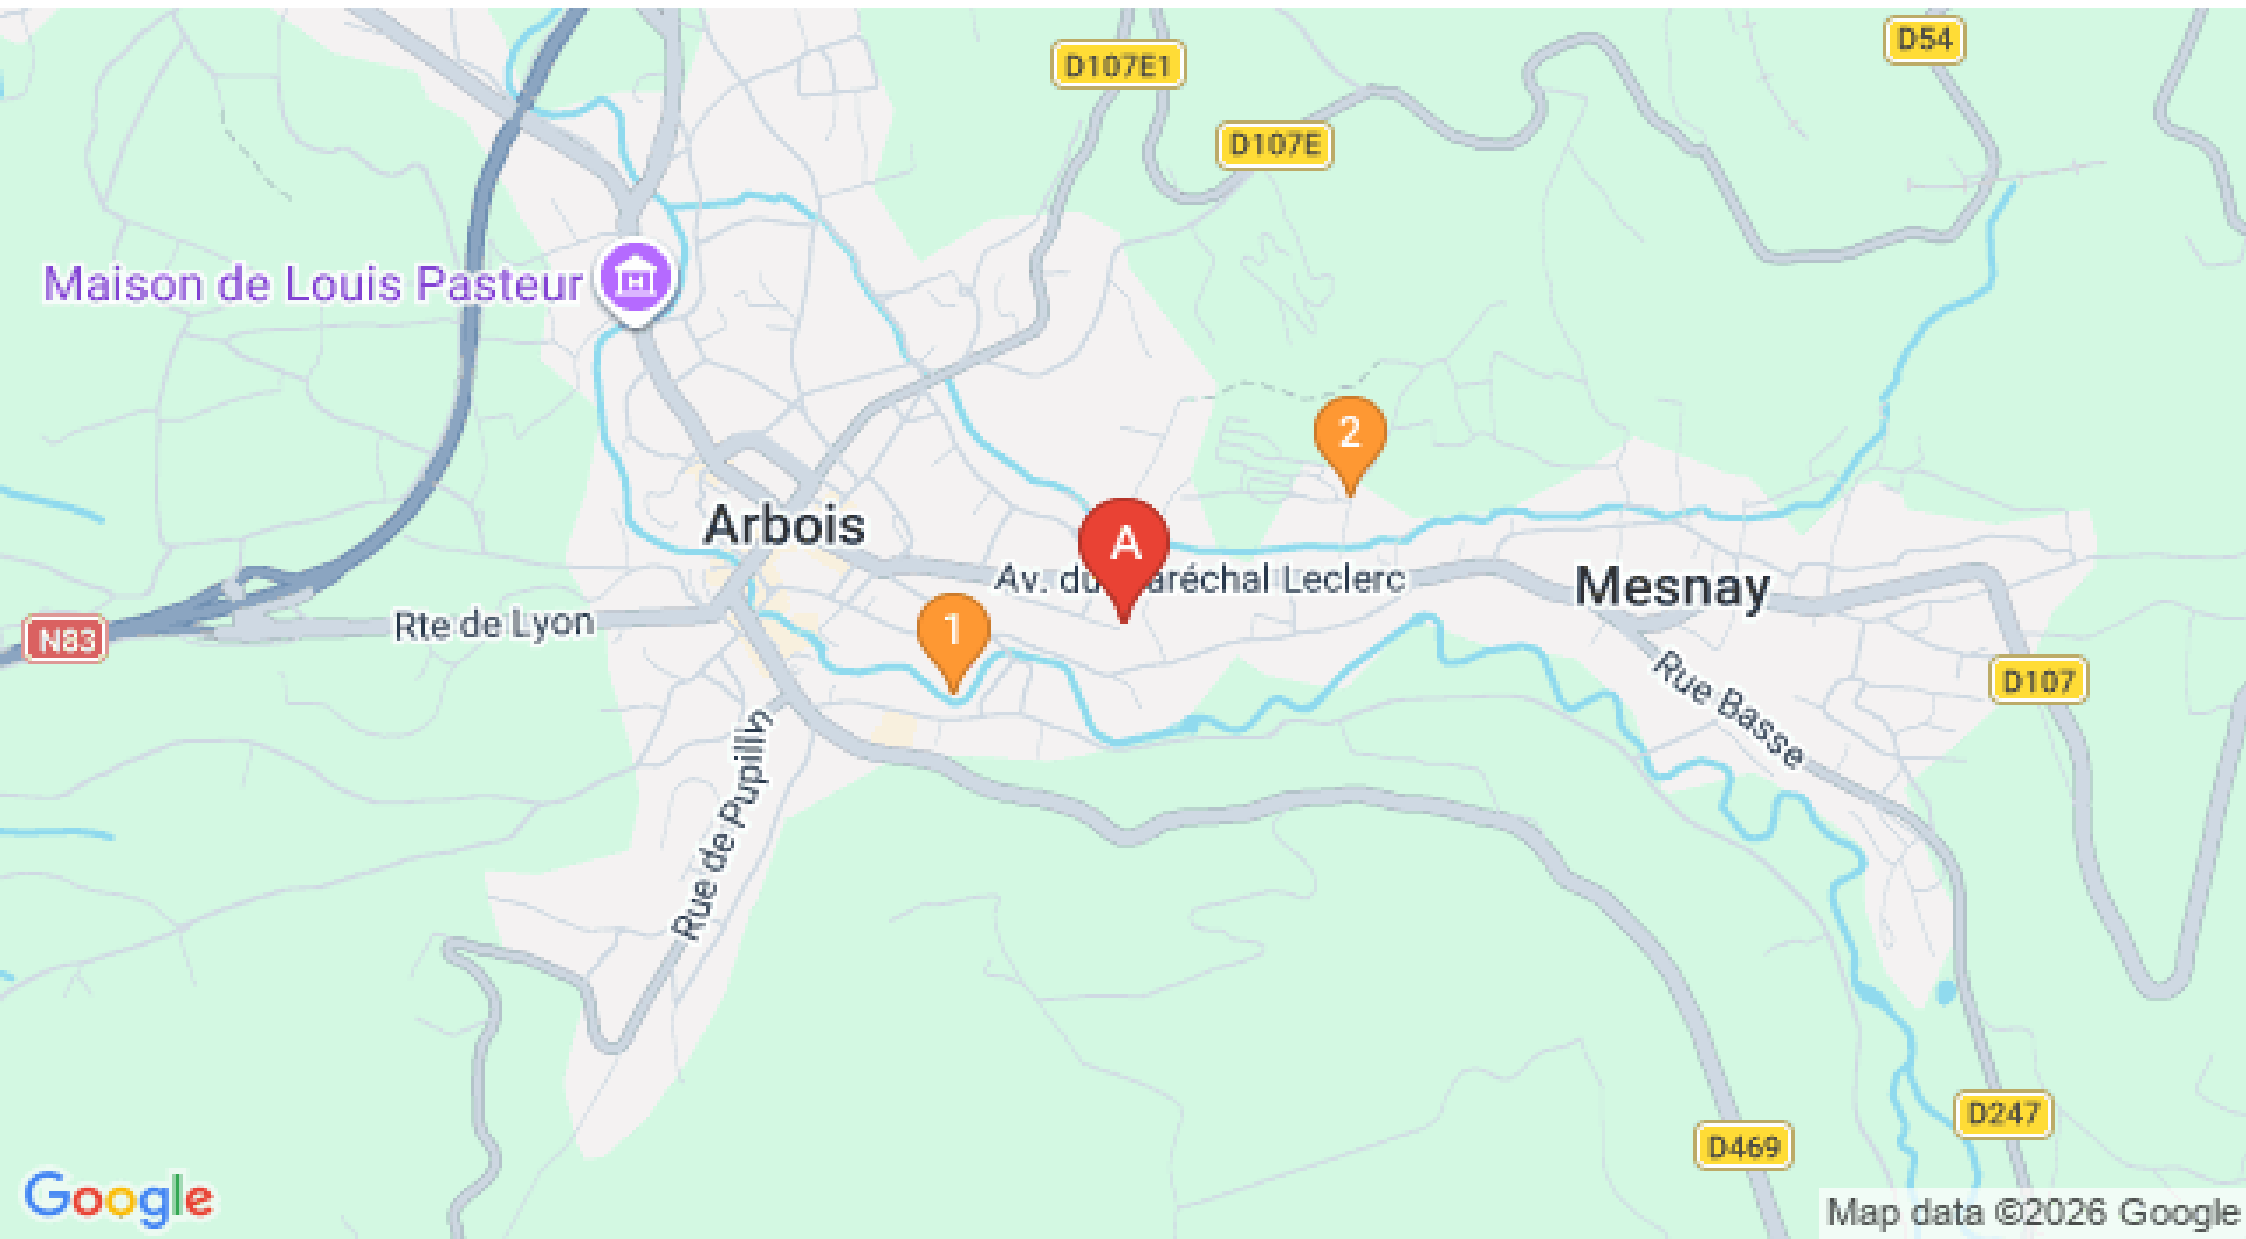 D54
D107E1
D107E
Maison de Louis Pasteur
2
Arbois
A
Av. du Maréchal Leclerc
Mesnay
Rte de Lyon
1
N83
D107
Rue Basse
Rue de Pupillin
D247
D469
Google
Map data ©2026 Google